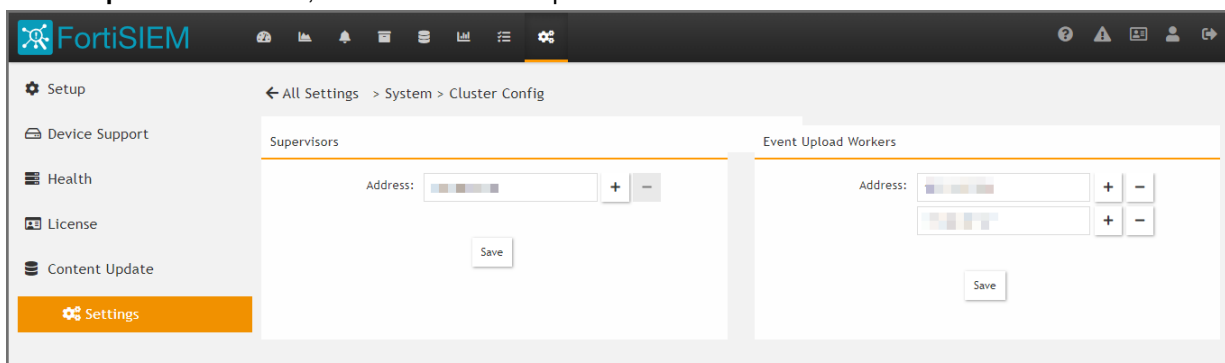 FortiSIEM
Setup
Device Support
Health
License
Content Update
Settings
All Settings > System > Cluster Config
Supervisors
Address:
+ -
Save
Event Upload Workers
Address:
+ -
+ -
Save